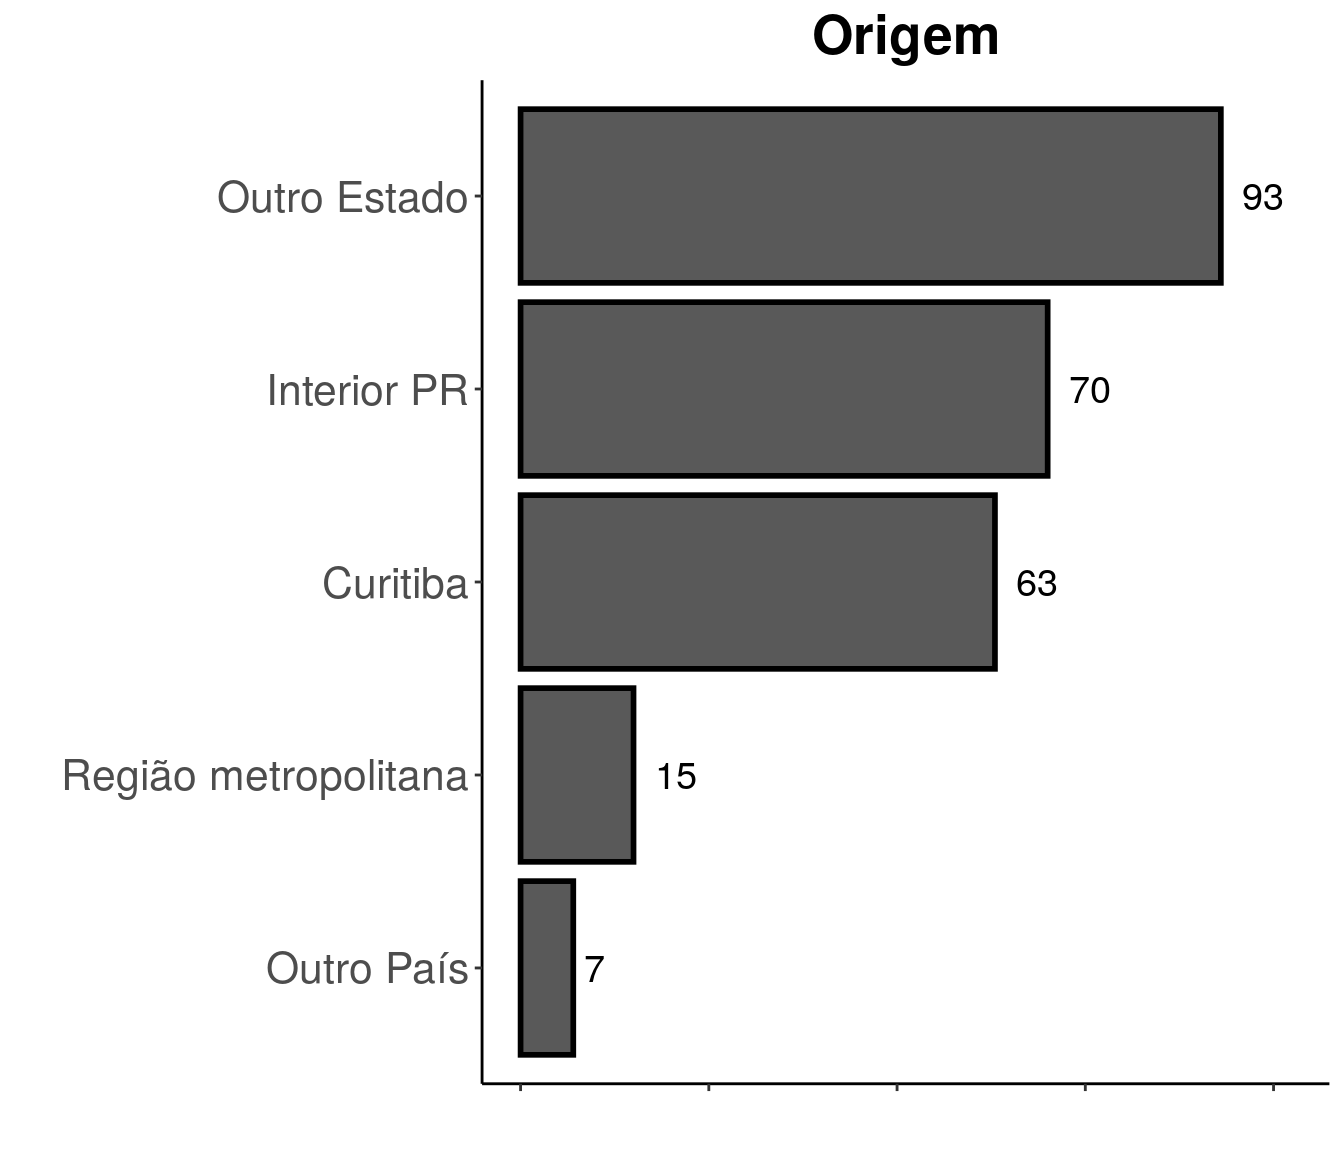 Origem
Outro Estado 93
Interior PR 70
Curitiba 63
Região metropolitana 15
Outro País 7